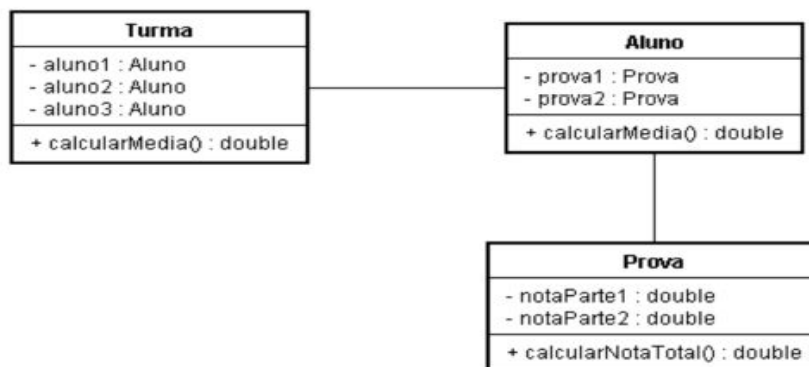 Turma
- aluno1 : Aluno
- aluno2 : Aluno
- aluno3 : Aluno
+ calcularMedia() : double
Aluno
- prova1 : Prova
- prova2 : Prova
+ calcularMedia() : double
Prova
- notaParte1 : double
- notaParte2 : double
+ calcularNotaTotal() : double